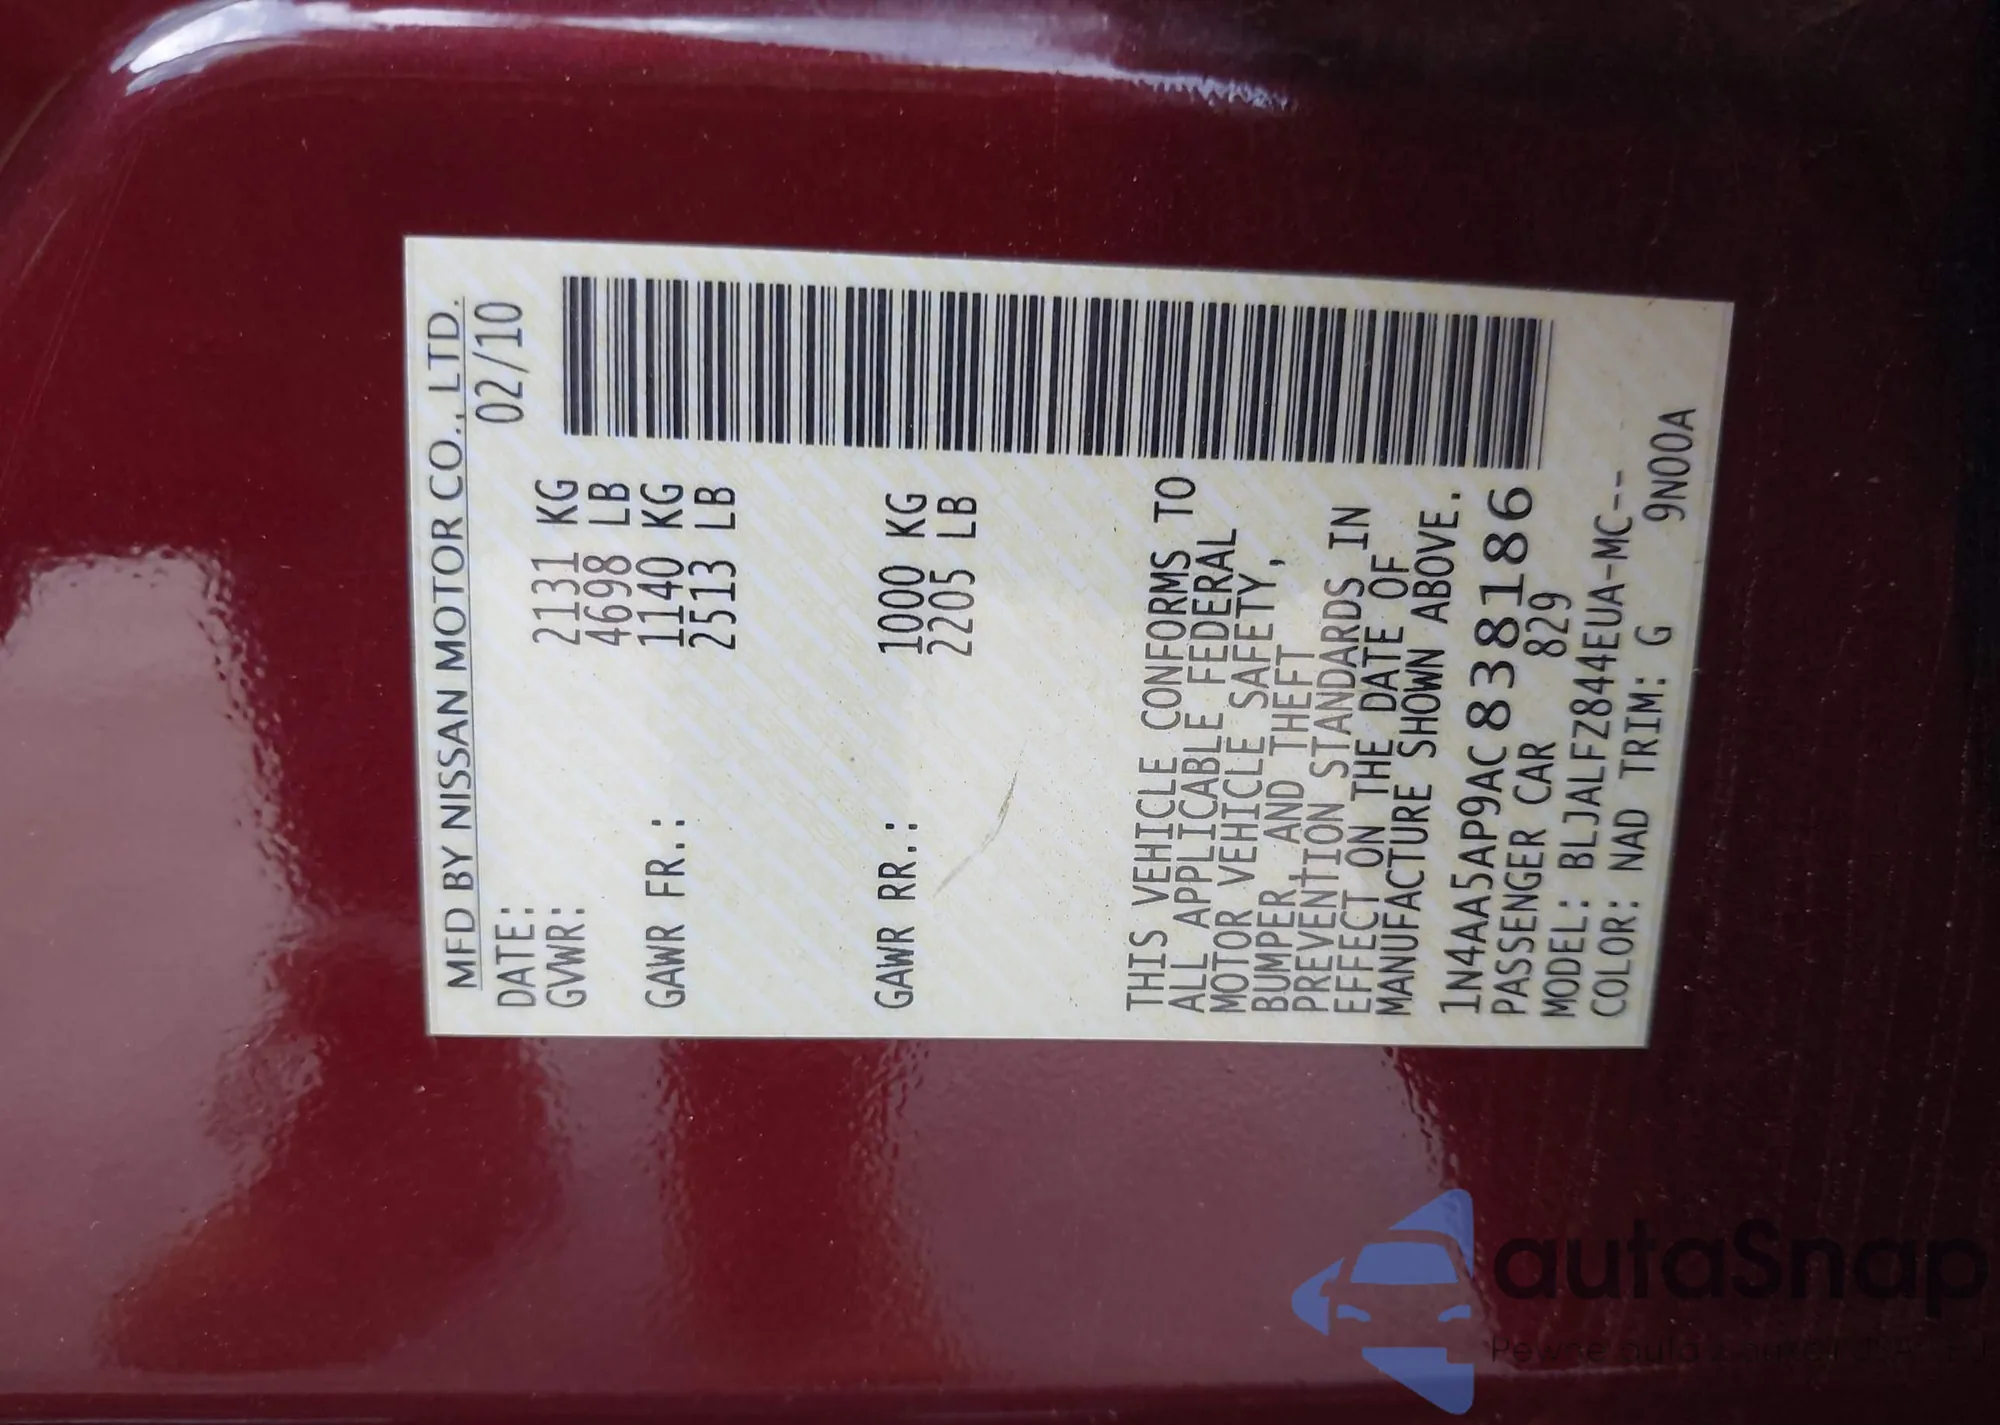 MFD BY NISSAN MOTOR CO., LTD.
DATE: 02/10
GVWR: 2131 KG
4698 LB
GAWR FR.: 1140 KG
2513 LB
GAWR RR.: 1000 KG
2205 LB
THIS VEHICLE CONFORMS TO
ALL APPLICABLE FEDERAL
MOTOR VEHICLE SAFETY,
BUMPER AND THEFT
PREVENTION STANDARDS IN
EFFECT ON THE DATE OF
MANUFACTURE SHOWN ABOVE.
1N4AA5AP9AC838186
PASSENGER CAR 829
MODEL: BLJALFZ844EUA-MC--
COLOR: NAD TRIM: G 9N00A
autaSnap
Pewne auta z